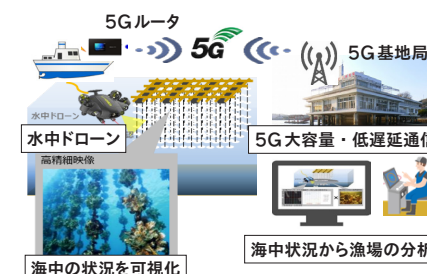 5Gルータ
5G
5G基地局
水中ドローン
水中ドローン
5G大容量・低遅延通信
高精細映像
海中状況から漁場の分析
海中の状況を可視化